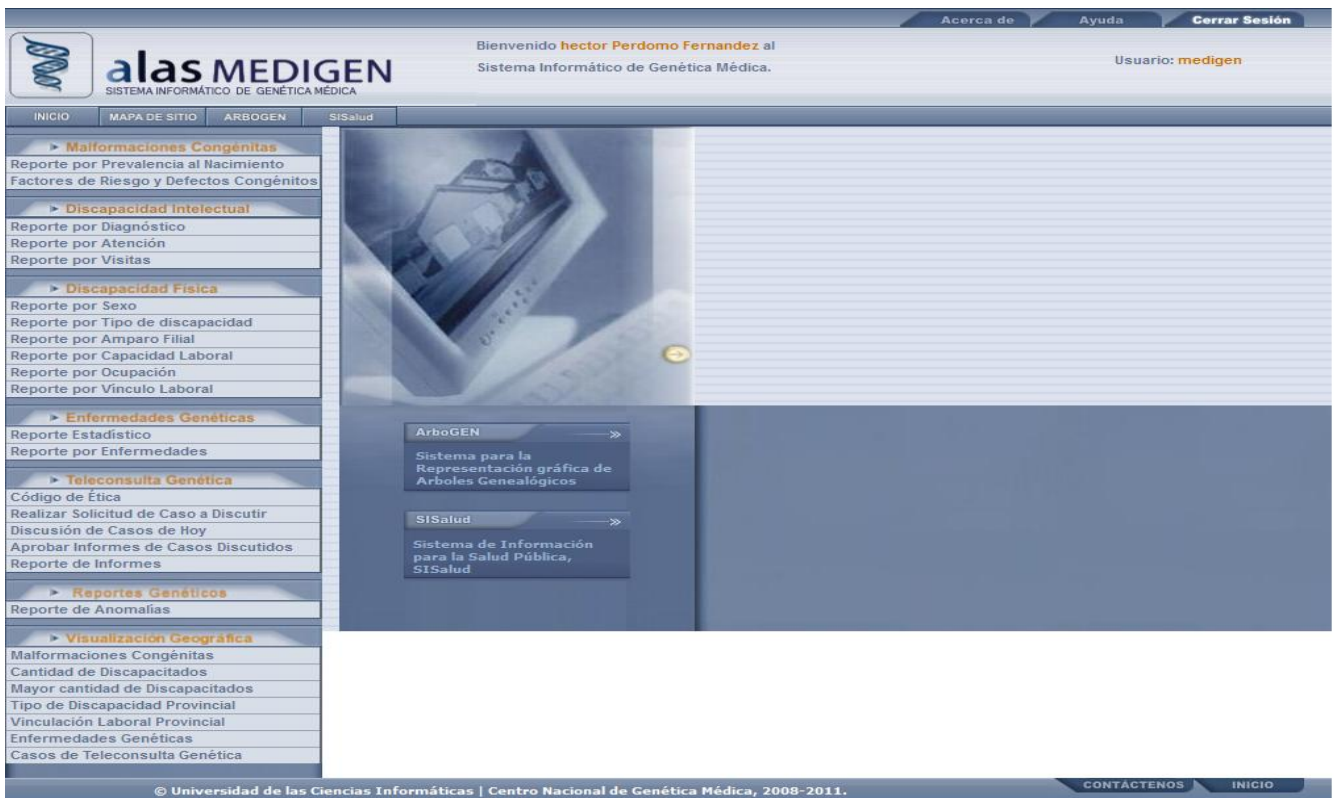 Acerca de
Ayuda
Cerrar Sesión
alas MEDIGEN
SISTEMA INFORMÁTICO DE GENÉTICA MÉDICA
Bienvenido hector Perdomo Fernandez al
Sistema Informático de Genética Médica.
Usuario: medigen
INICIO
MAPA DE SITIO
ARBOGEN
SISalud
Malformaciones Congénitas
Reporte por Prevalencia al Nacimiento
Factores de Riesgo y Defectos Congénitos
Discapacidad Intelectual
Reporte por Diagnóstico
Reporte por Atención
Reporte por Visitas
Discapacidad Física
Reporte por Sexo
Reporte por Tipo de discapacidad
Reporte por Amparo Filial
Reporte por Capacidad Laboral
Reporte por Ocupación
Reporte por Vínculo Laboral
Enfermedades Genéticas
Reporte Estadístico
Reporte por Enfermedades
Teleconsulta Genética
Código de Ética
Realizar Solicitud de Caso a Discutir
Discusión de Casos de Hoy
Aprobar Informes de Casos Discutidos
Reporte de Informes
Reportes Genéticos
Reporte de Anomalías
Visualización Geográfica
Malformaciones Congénitas
Cantidad de Discapacitados
Mayor cantidad de Discapacitados
Tipo de Discapacidad Provincial
Vinculación Laboral Provincial
Enfermedades Genéticas
Casos de Teleconsulta Genética
ArboGEN
Sistema para la
Representación gráfica de
Arboles Genealógicos
SISalud
Sistema de Información
para la Salud Pública,
SISalud
© Universidad de las Ciencias Informáticas | Centro Nacional de Genética Médica, 2008-2011.
CONTÁCTENOS
INICIO